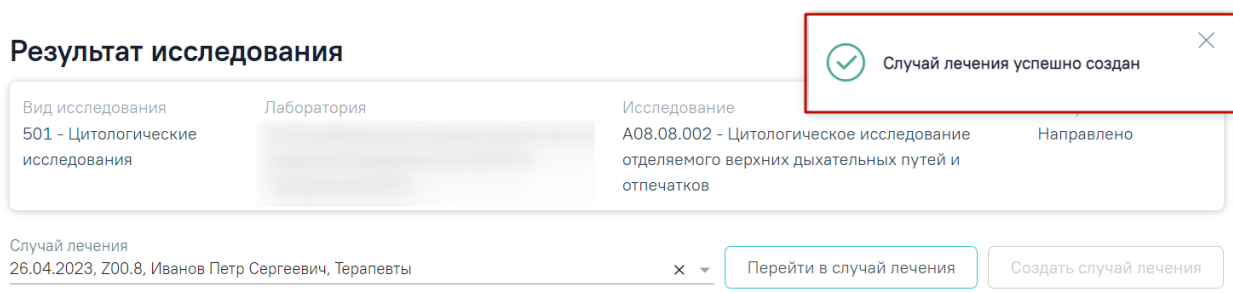 Результат исследования
Случай лечения успешно создан
Вид исследования
501 - Цитологические
исследования
Лаборатория
Исследование
A08.08.002 - Цитологическое исследование
отделяемого верхних дыхательных путей и
отпечатков
Направлено
Случай лечения
26.04.2023, Z00.8, Иванов Петр Сергеевич, Терапевты
Перейти в случай лечения
Создать случай лечения